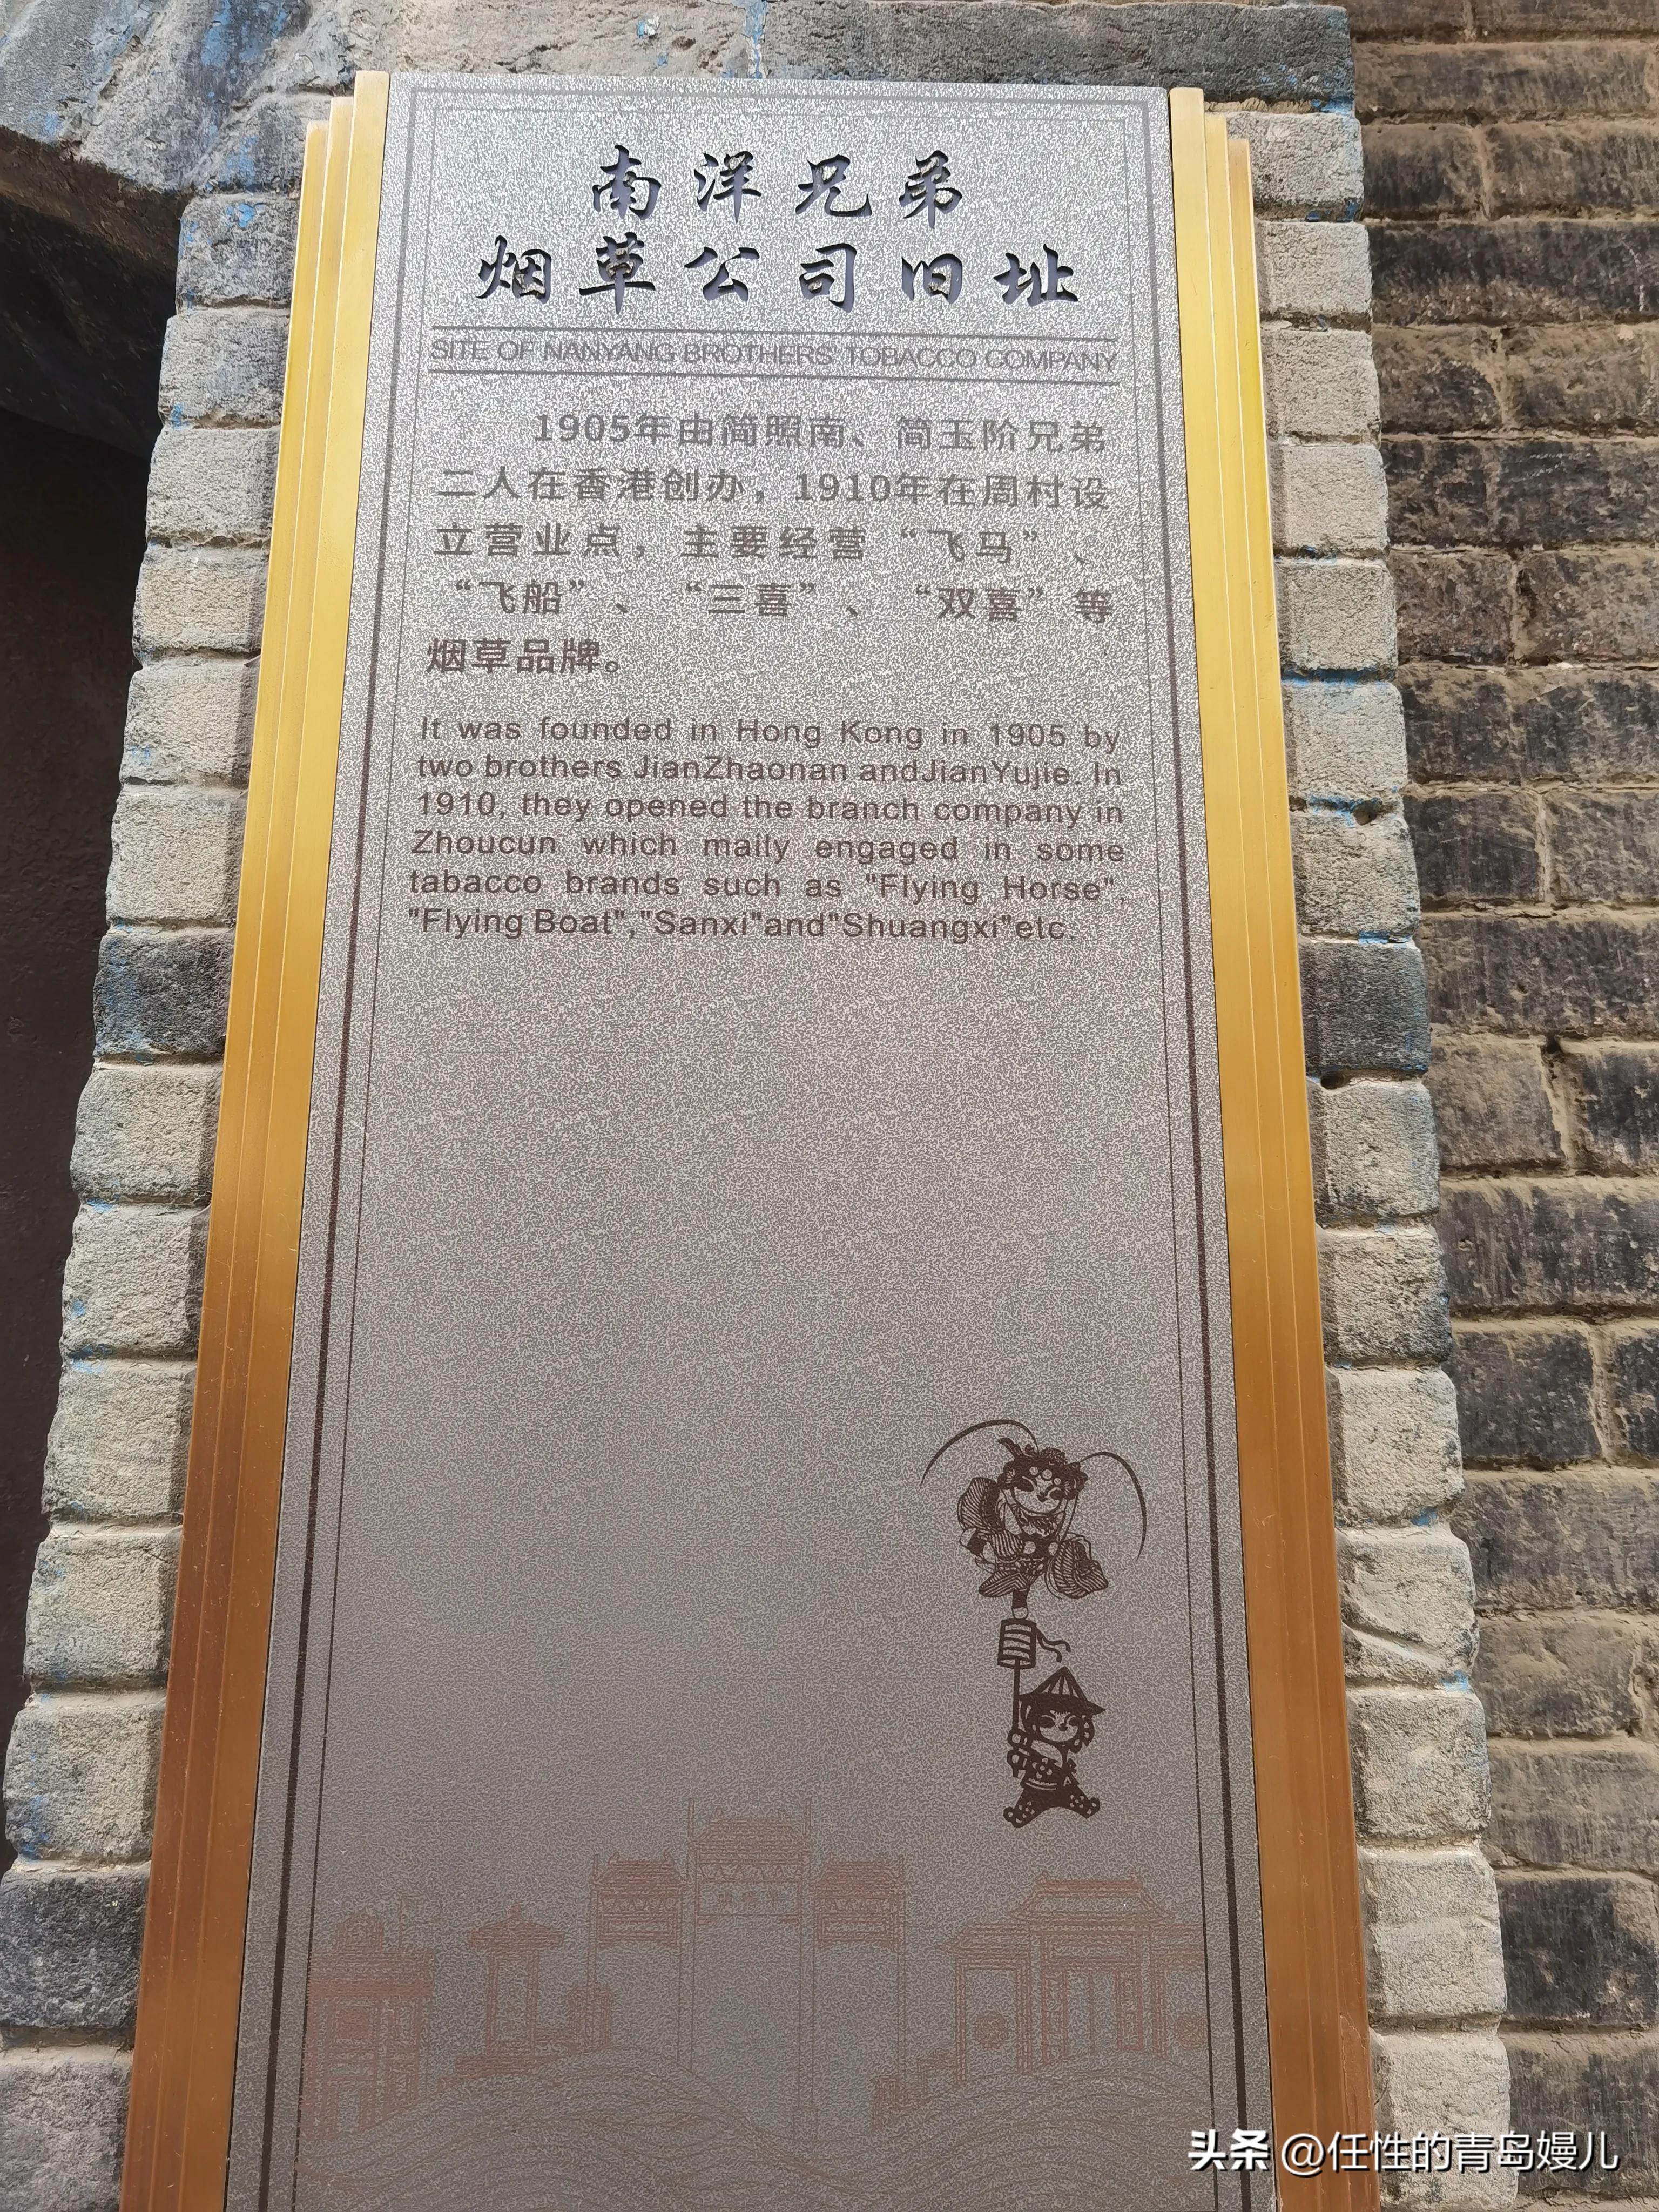 南洋兄弟
烟草公司旧址
SITE OF NANYANG BROTHERS' TOBACCO COMPANY
1905年由简照南、简玉阶兄弟
二人在香港创办，1910年在周村设
立营业点，主要经营“飞马”、
“飞船”、“三喜”、“双喜”等
烟草品牌。
It was founded in Hong Kong in 1905 by
two brothers JianZhaonan andJianYujie. In
1910, they opened the branch company in
Zhoucun which maily engaged in some
tabacco brands such as "Flying Horse",
"Flying Boat","Sanxi"and"Shuangxi"etc.
头条 @任性的青岛嫚儿